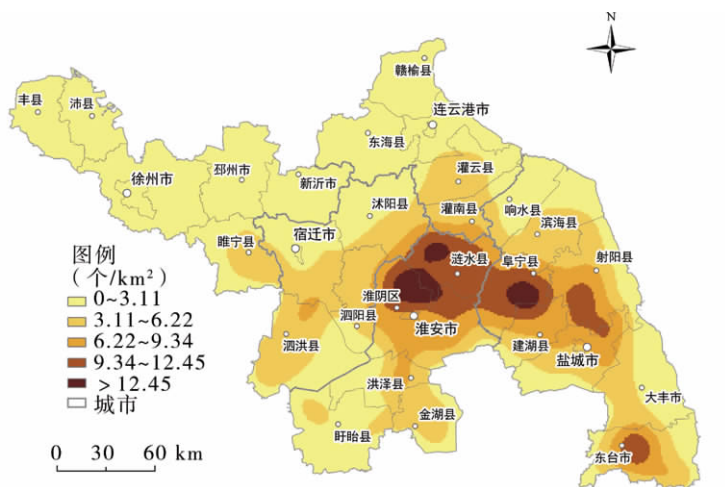 N
赣榆县
丰县
沛县
连云港市
东海县
邳州市
新沂市
灌云县
徐州市
沭阳县
灌南县
响水县
滨海县
睢宁县
宿迁市
涟水县
阜宁县
射阳县
图例
（个/km²）
0~3.11
3.11~6.22
6.22~9.34
9.34~12.45
＞12.45
城市
淮阴区
泗阳县
淮安市
泗洪县
建湖县
盐城市
洪泽县
大丰市
金湖县
盱眙县
东台市
0 30 60 km